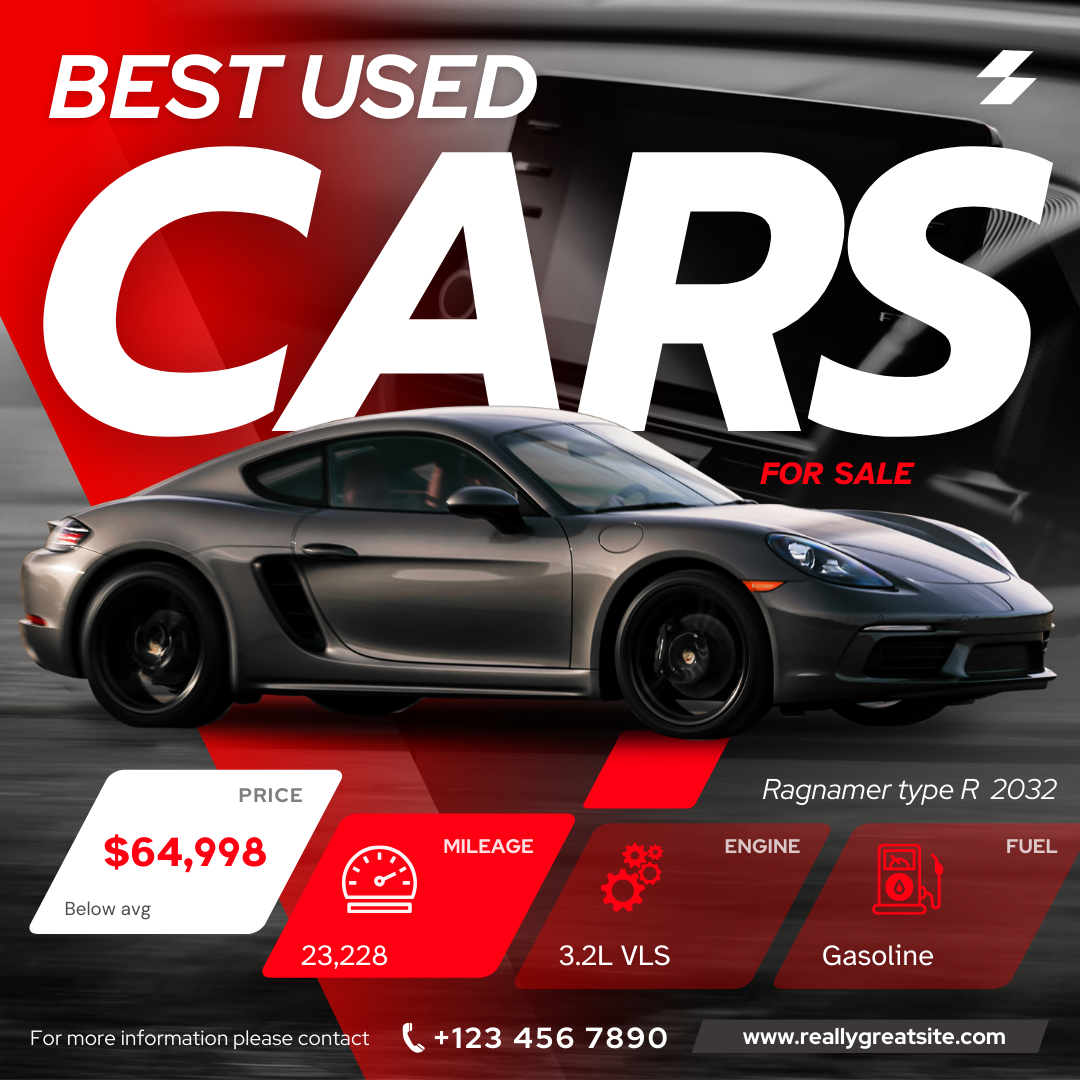 BEST USED
CARS
FOR SALE
Ragnamer type R 2032
PRICE
$64,998
Below avg
MILEAGE
23,228
ENGINE
3.2L VLS
FUEL
Gasoline
For more information please contact
+123 456 7890
www.reallygreatsite.com